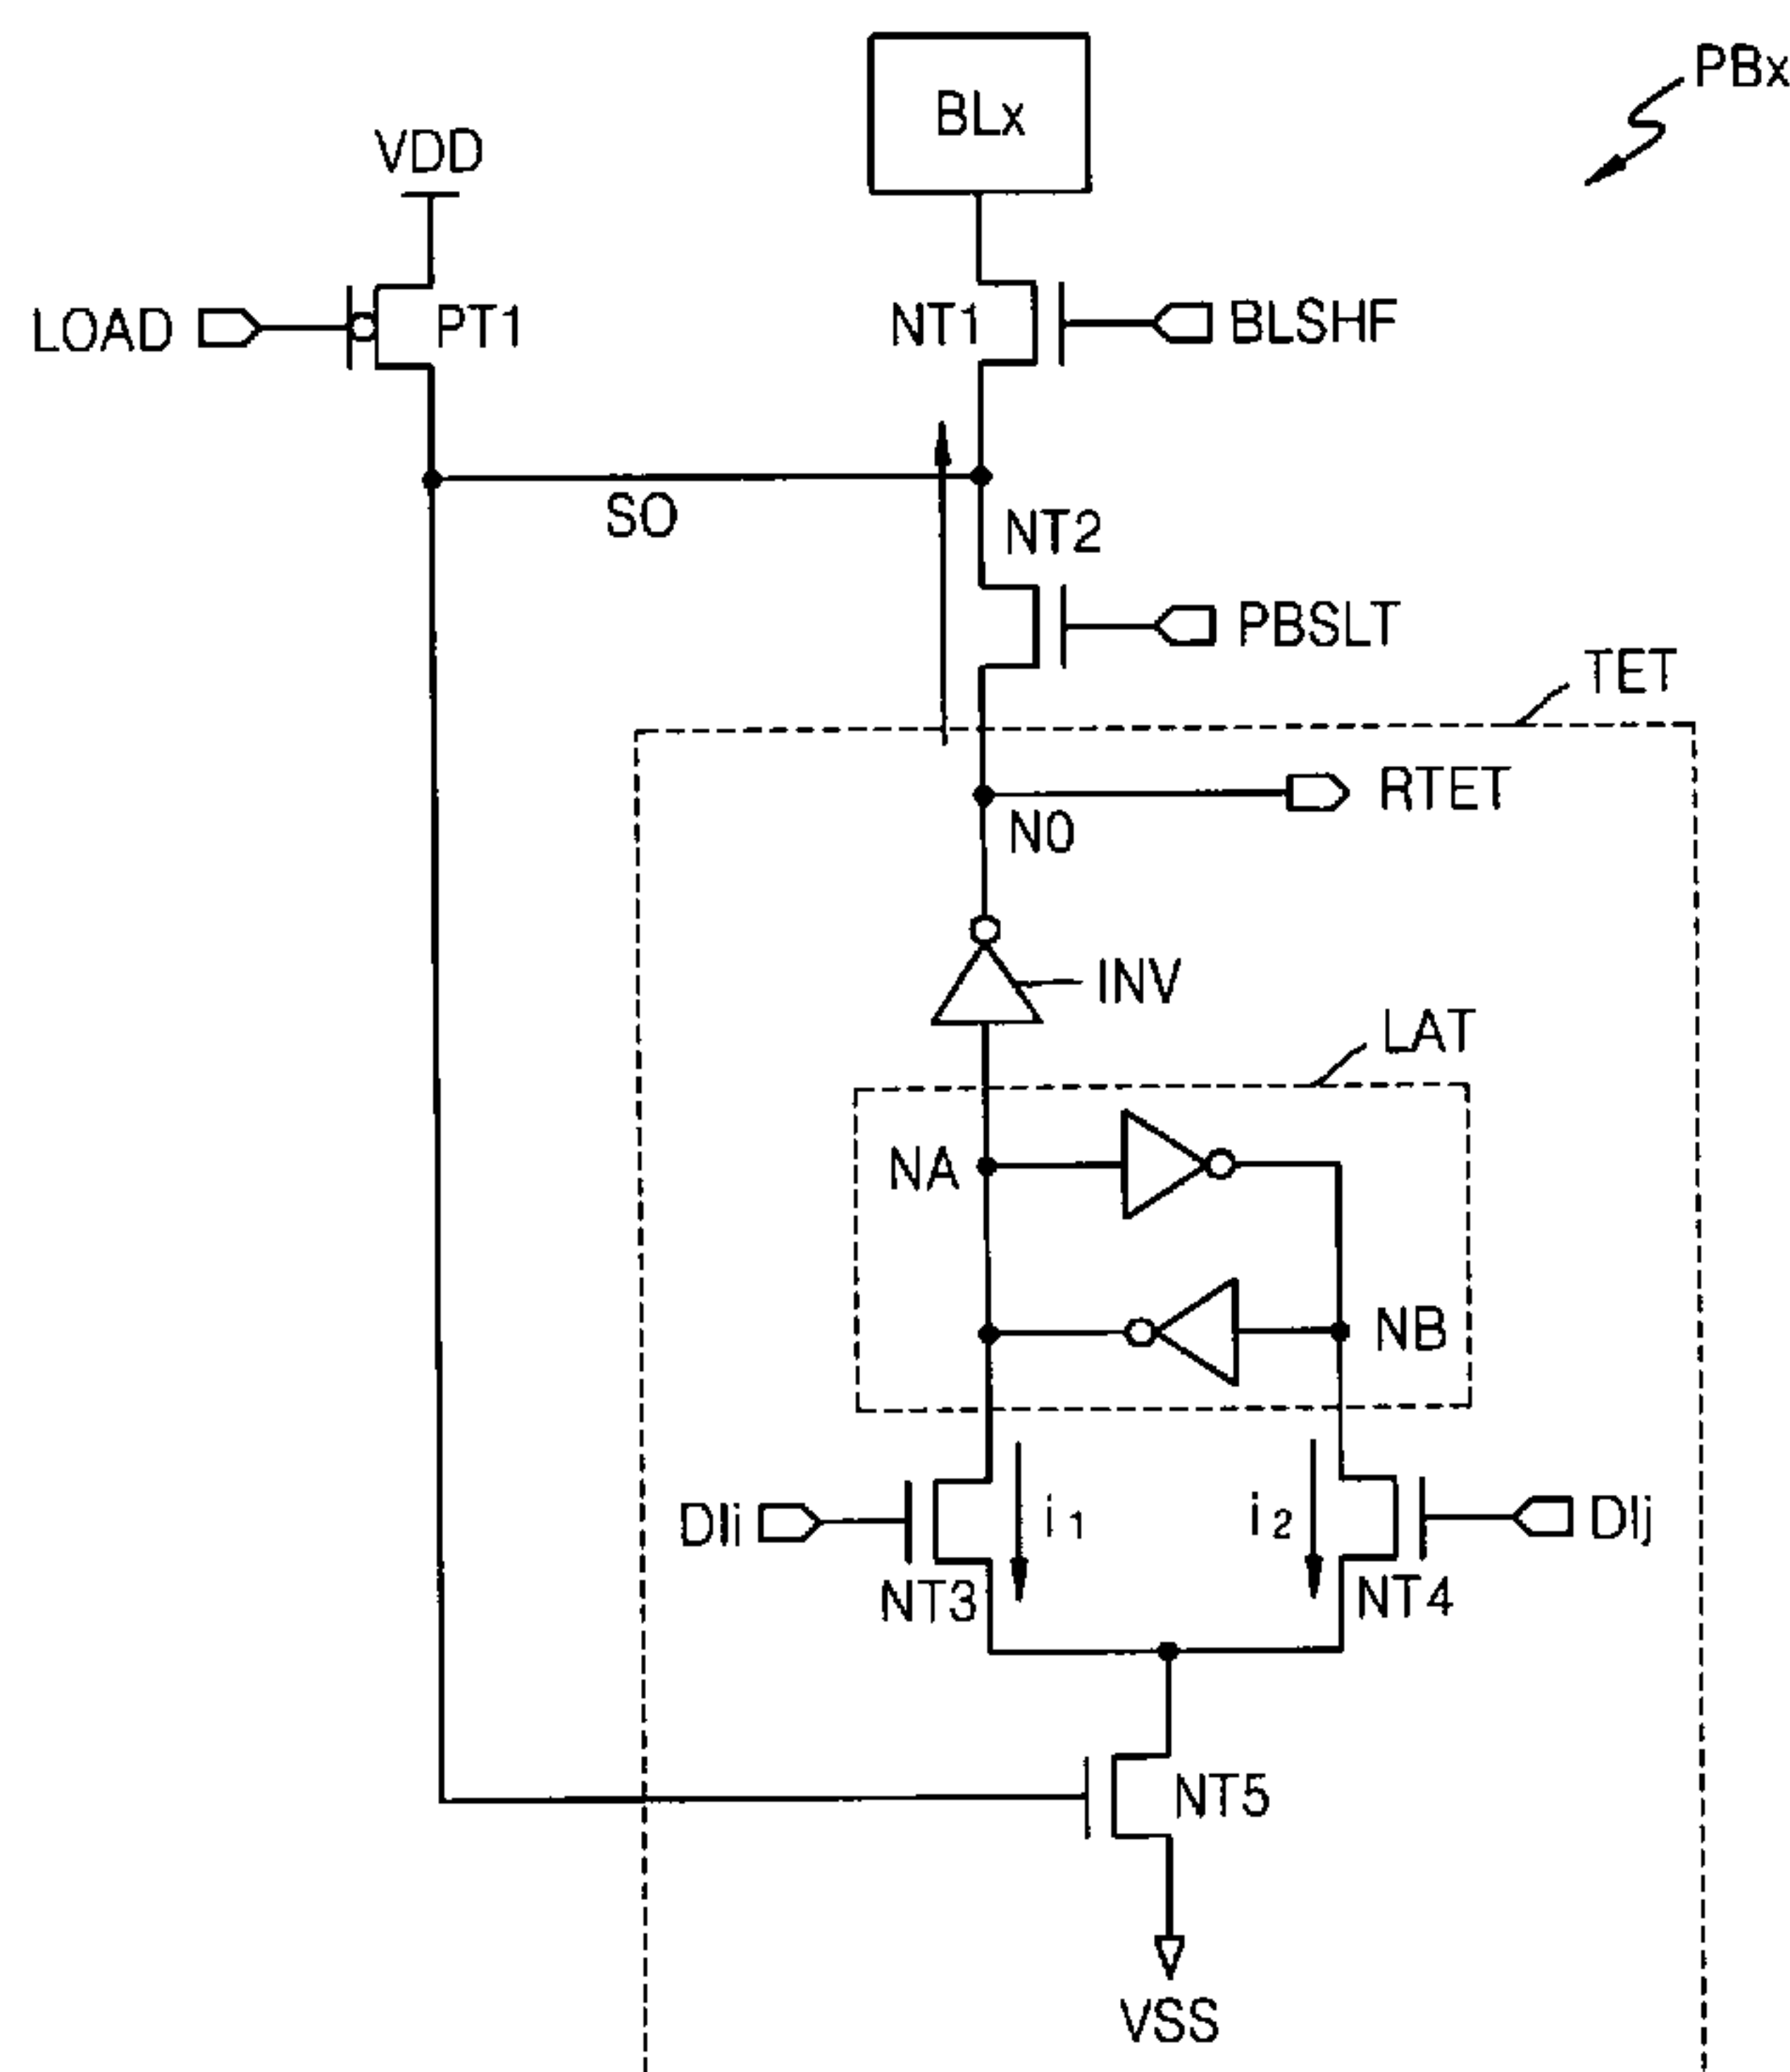 PBx
BLx
VDD
LOAD
PT1
NT1
BLSHF
SO
NT2
PBSLT
TET
RTET
N0
INV
LAT
NA
NB
DIi
i1
i2
DIj
NT3
NT4
NT5
VSS